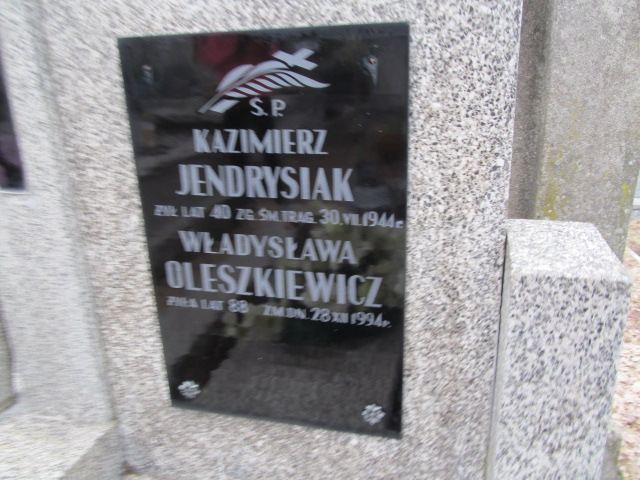 Ś.P.
KAZIMIERZ
JENDRYSIAK
ŻYŁ LAT 40 ZG. ŚM. TRAG. 30.VII.1944 r.
WŁADYSŁAWA
OLESZKIEWICZ
ŻYŁA LAT 88 ZM. DN. 28 XII 1994 r.